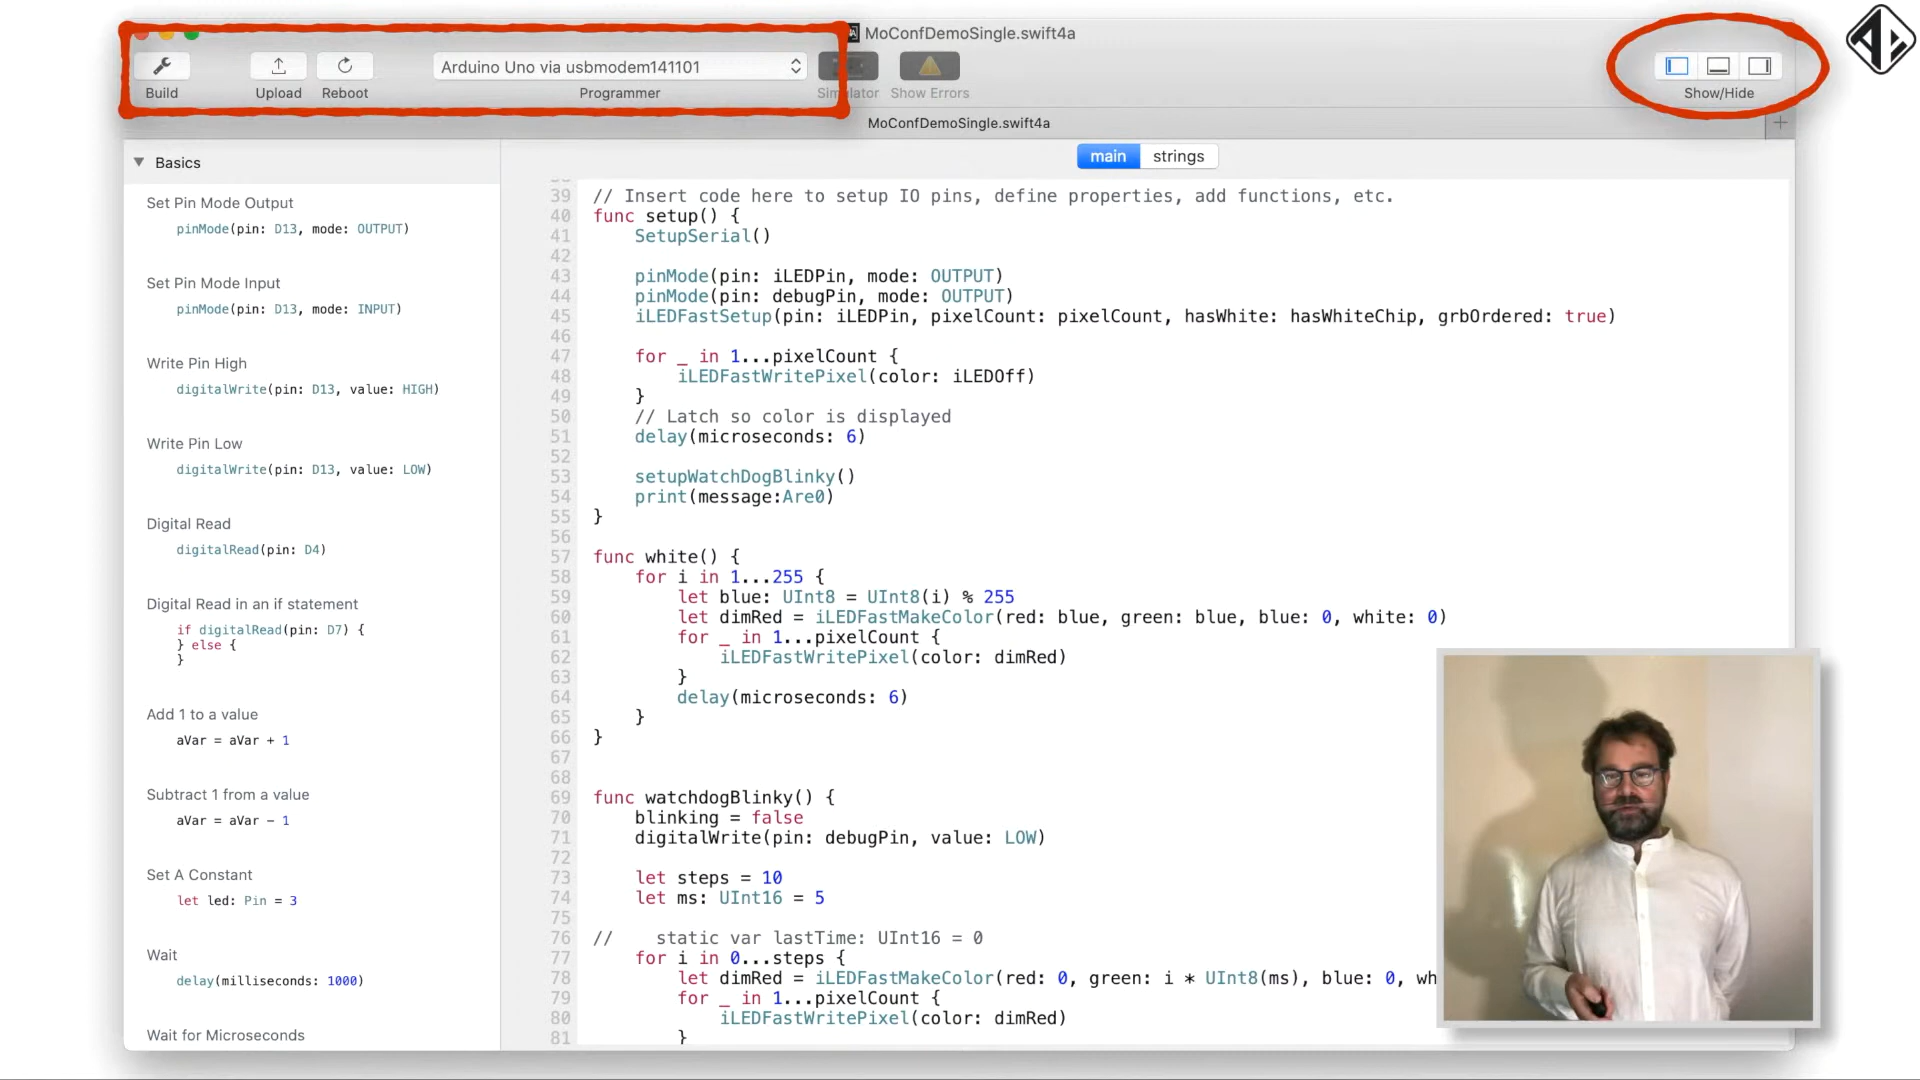 MoConfDemoSingle.swift4a
Arduino Uno via usbmodem141101
Build
Upload
Reboot
Programmer
Simulator
Show Errors
Show/Hide
MoConfDemoSingle.swift4a
+
main
strings
Basics
Set Pin Mode Output
pinMode(pin: D13, mode: OUTPUT)
Set Pin Mode Input
pinMode(pin: D13, mode: INPUT)
Write Pin High
digitalWrite(pin: D13, value: HIGH)
Write Pin Low
digitalWrite(pin: D13, value: LOW)
Digital Read
digitalRead(pin: D4)
Digital Read in an if statement
if digitalRead(pin: D7) {
} else {
}
Add 1 to a value
aVar = aVar + 1
Subtract 1 from a value
aVar = aVar - 1
Set A Constant
let led: Pin = 3
Wait
delay(milliseconds: 1000)
Wait for Microseconds
39 // Insert code here to setup IO pins, define properties, add functions, etc.
40 func setup() {
41 SetupSerial()
42
43 pinMode(pin: iLEDPin, mode: OUTPUT)
44 pinMode(pin: debugPin, mode: OUTPUT)
45 iLEDFastSetup(pin: iLEDPin, pixelCount: pixelCount, hasWhite: hasWhiteChip, grbOrdered: true)
46
47 for _ in 1...pixelCount {
48 iLEDFastWritePixel(color: iLEDOff)
49 }
50 // Latch so color is displayed
51 delay(microseconds: 6)
52
53 setupWatchDogBlinky()
54 print(message:Are0)
55 }
56
57 func white() {
58 for i in 1...255 {
59 let blue: UInt8 = UInt8(i) % 255
60 let dimRed = iLEDFastMakeColor(red: blue, green: blue, blue: 0, white: 0)
61 for _ in 1...pixelCount {
62 iLEDFastWritePixel(color: dimRed)
63 }
64 delay(microseconds: 6)
65 }
66 }
67
68
69 func watchdogBlinky() {
70 blinking = false
71 digitalWrite(pin: debugPin, value: LOW)
72
73 let steps = 10
74 let ms: UInt16 = 5
75
76 // static var lastTime: UInt16 = 0
77 for i in 0...steps {
78 let dimRed = iLEDFastMakeColor(red: 0, green: i * UInt8(ms), blue: 0, wh
79 for _ in 1...pixelCount {
80 iLEDFastWritePixel(color: dimRed)
81 }